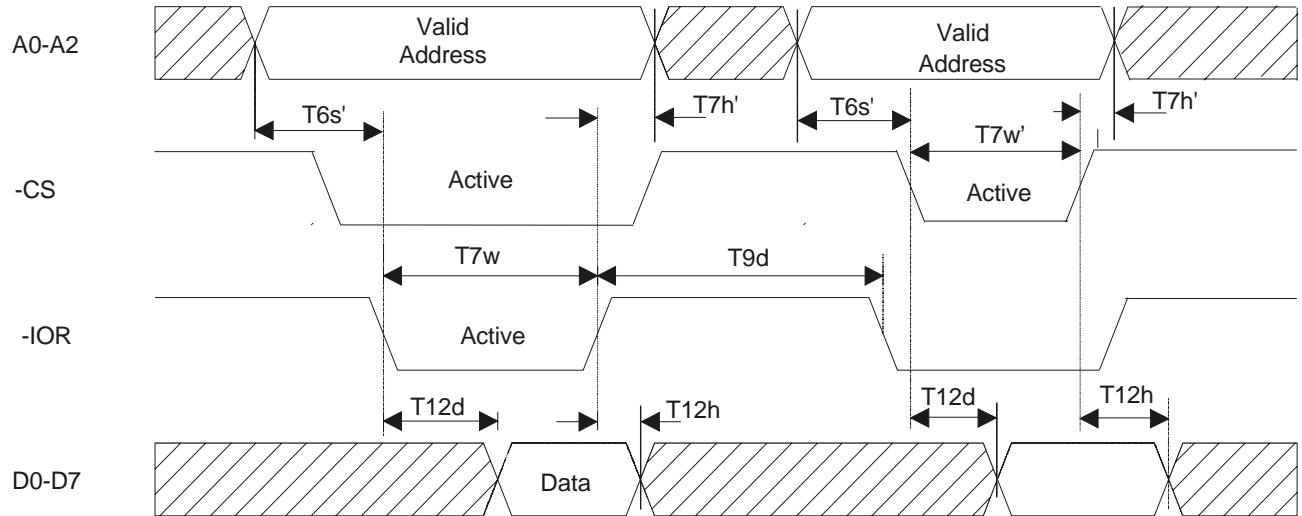 A0-A2
Valid
Address
Valid
Address
T6s'
T7h'
T6s'
T7h'
T7w’
-CS
Active
Active
T7w
T9d
-IOR
Active
T12d
T12h
T12d
T12h
D0-D7
Data